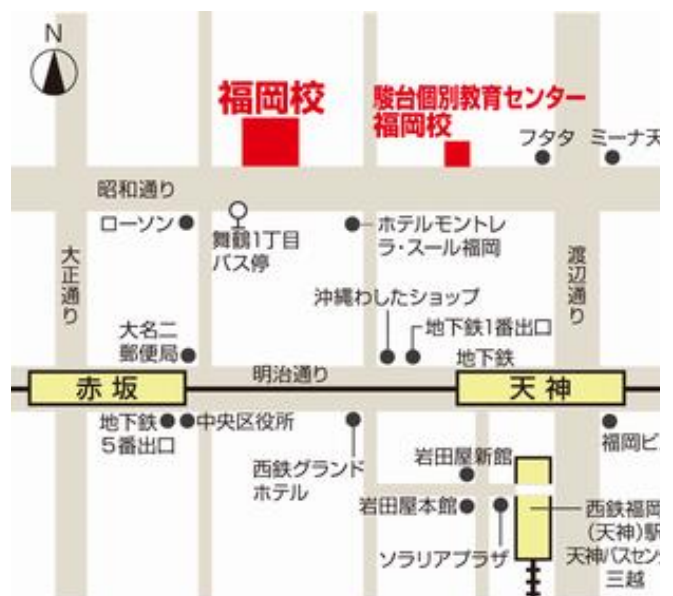 N
福岡校
駿台個別教育センター
福岡校
フタタ
ミーナ天
昭和通り
ローソン
舞鶴1丁目
バス停
ホテルモントレ
ラ・スール福岡
大正通り
渡辺通り
沖縄わしたショップ
地下鉄1番出口
大名二
郵便局
明治通り
地下鉄
赤坂
天神
地下鉄
5番出口
中央区役所
西鉄グランド
ホテル
福岡ビ
岩田屋新館
岩田屋本館
ソラリアプラザ
西鉄福岡
(天神)駅
天神バスセン
三越